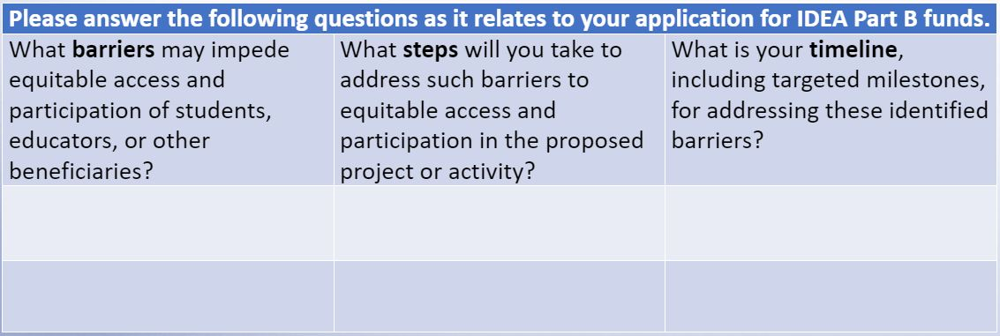 Please answer the following questions as it relates to your application for IDEA Part B funds.
What barriers may impede
equitable access and
participation of students,
educators, or other
beneficiaries?
What steps will you take to
address such barriers to
equitable access and
participation in the proposed
project or activity?
What is your timeline,
including targeted milestones,
for addressing these identified
barriers?